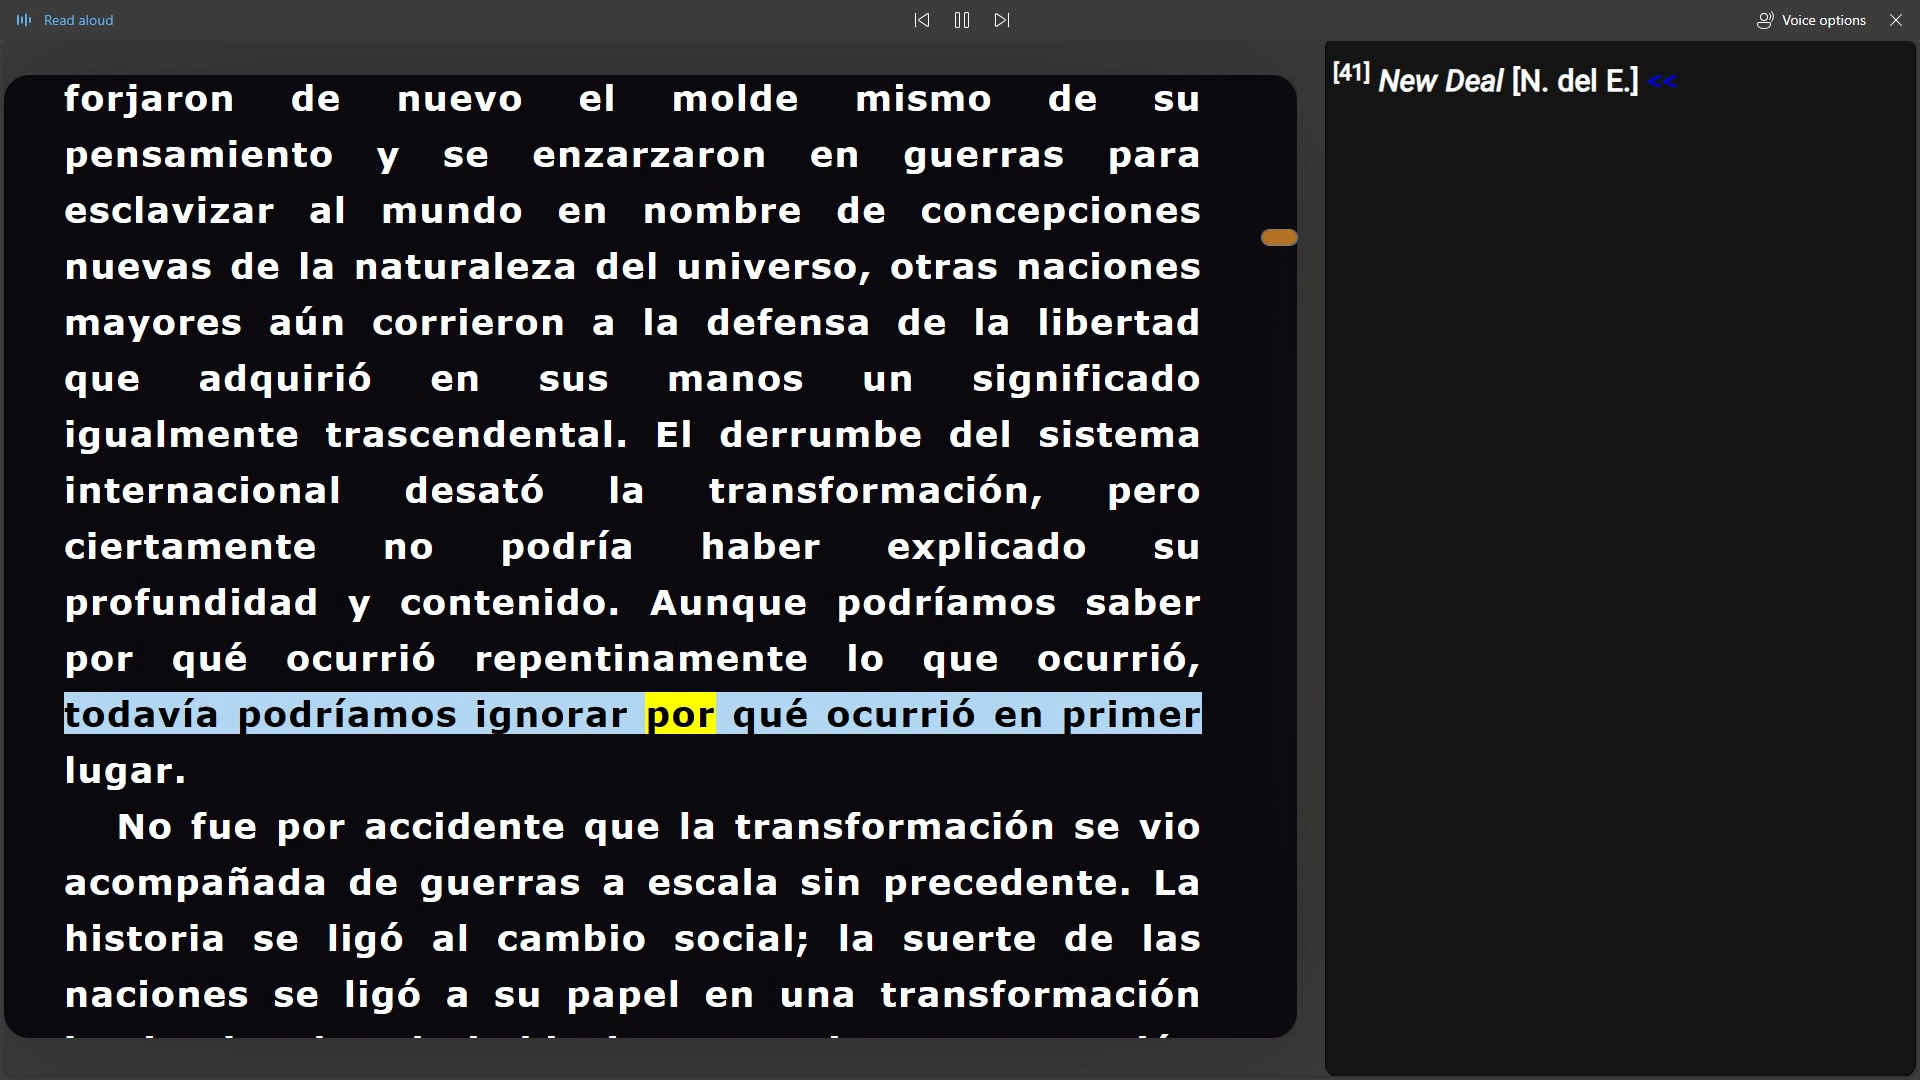 Read aloud
Voice options
forjaron de nuevo el molde mismo de su
pensamiento y se enzarzaron en guerras para
esclavizar al mundo en nombre de concepciones
nuevas de la naturaleza del universo, otras naciones
mayores aún corrieron a la defensa de la libertad
que adquirió en sus manos un significado
igualmente trascendental. El derrumbe del sistema
internacional desató la transformación, pero
ciertamente no podría haber explicado su
profundidad y contenido. Aunque podríamos saber
por qué ocurrió repentinamente lo que ocurrió,
todavía podríamos ignorar por qué ocurrió en primer
lugar.
No fue por accidente que la transformación se vio
acompañada de guerras a escala sin precedente. La
historia se ligó al cambio social; la suerte de las
naciones se ligó a su papel en una transformación
[41] New Deal [N. del E.] <<